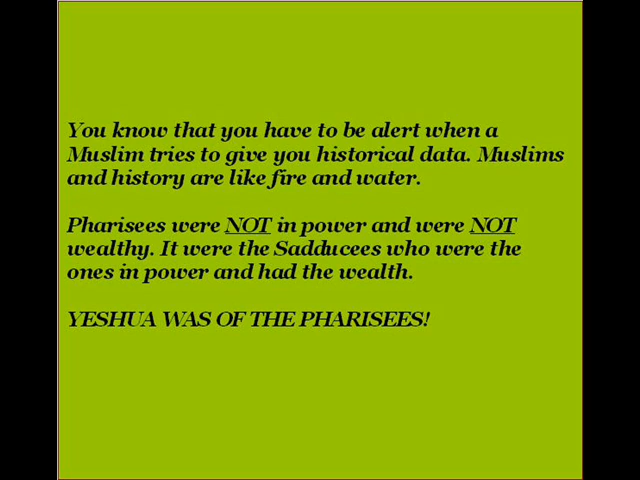 You know that you have to be alert when a
Muslim tries to give you historical data. Muslims
and history are like fire and water.
Pharisees were NOT in power and were NOT
wealthy. It were the Sadducees who were the
ones in power and had the wealth.
YESHUA WAS OF THE PHARISEES!